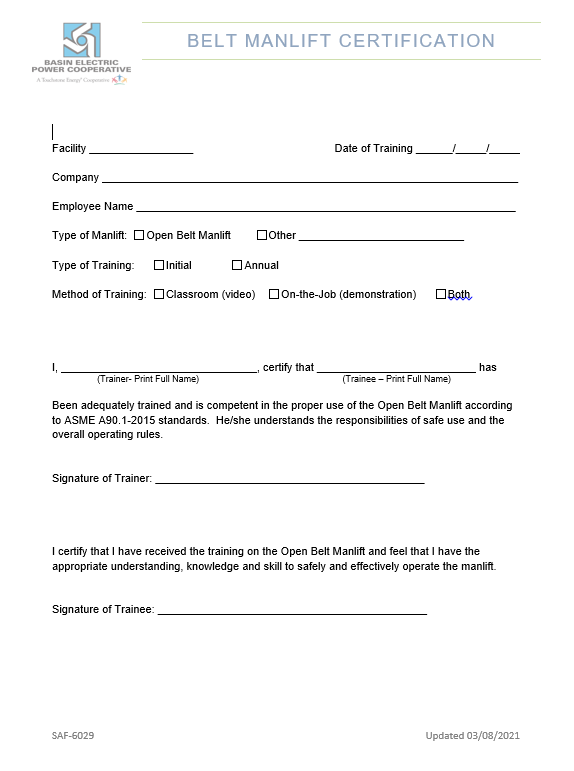 BELT MANLIFT CERTIFICATION
BASIN ELECTRIC
POWER COOPERATIVE
A Touchstone Energy® Cooperative
Facility _________________ Date of Training ______/_____/_____
Company ____________________________________________________________________
Employee Name ______________________________________________________________
Type of Manlift: ☐ Open Belt Manlift ☐ Other ___________________________
Type of Training: ☐ Initial ☐ Annual
Method of Training: ☐ Classroom (video) ☐ On-the-Job (demonstration) ☐ Both.
I, ________________________________, certify that __________________________ has
(Trainer- Print Full Name) (Trainee – Print Full Name)
Been adequately trained and is competent in the proper use of the Open Belt Manlift according
to ASME A90.1-2015 standards. He/she understands the responsibilities of safe use and the
overall operating rules.
Signature of Trainer: ____________________________________________
I certify that I have received the training on the Open Belt Manlift and feel that I have the
appropriate understanding, knowledge and skill to safely and effectively operate the manlift.
Signature of Trainee: ____________________________________________
SAF-6029 Updated 03/08/2021